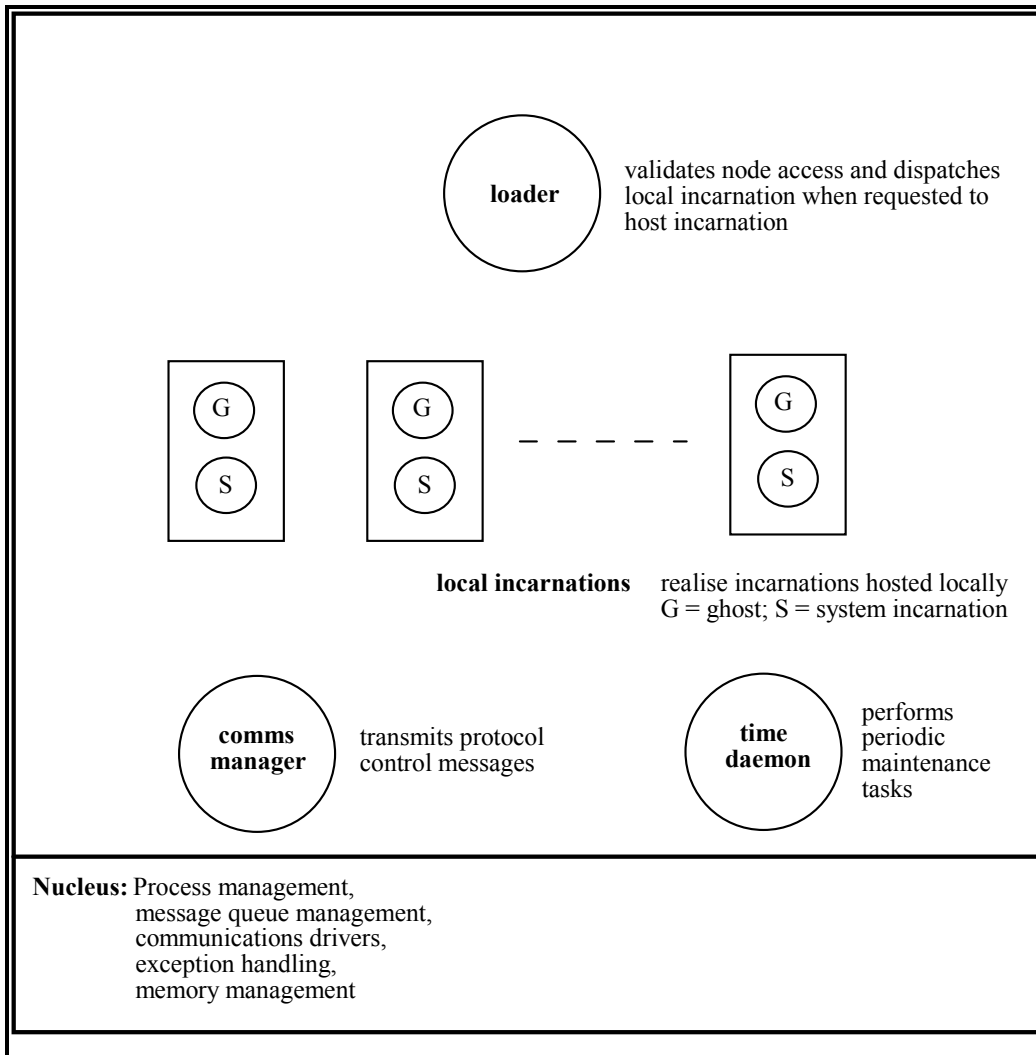 loader
validates node access and dispatches
local incarnation when requested to
host incarnation
G
S
G
S
G
S
local incarnations
realise incarnations hosted locally
G = ghost; S = system incarnation
comms
manager
transmits protocol
control messages
time
daemon
performs
periodic
maintenance
tasks
Nucleus: Process management,
message queue management,
communications drivers,
exception handling,
memory management